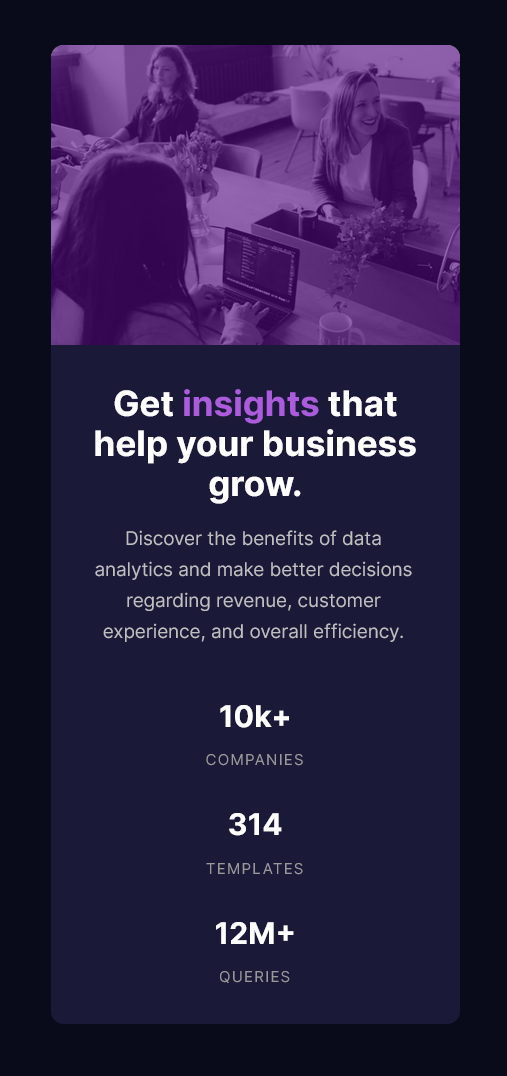 Get insights that
help your business
grow.
Discover the benefits of data
analytics and make better decisions
regarding revenue, customer
experience, and overall efficiency.
10k+
COMPANIES
314
TEMPLATES
12M+
QUERIES